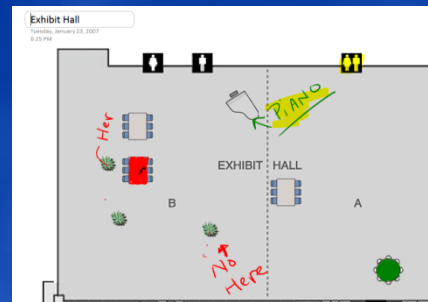 Exhibit Hall
Tuesday, January 23, 2007
8:25 PM
PIANO
Her
EXHIBIT HALL
B
A
No
Here